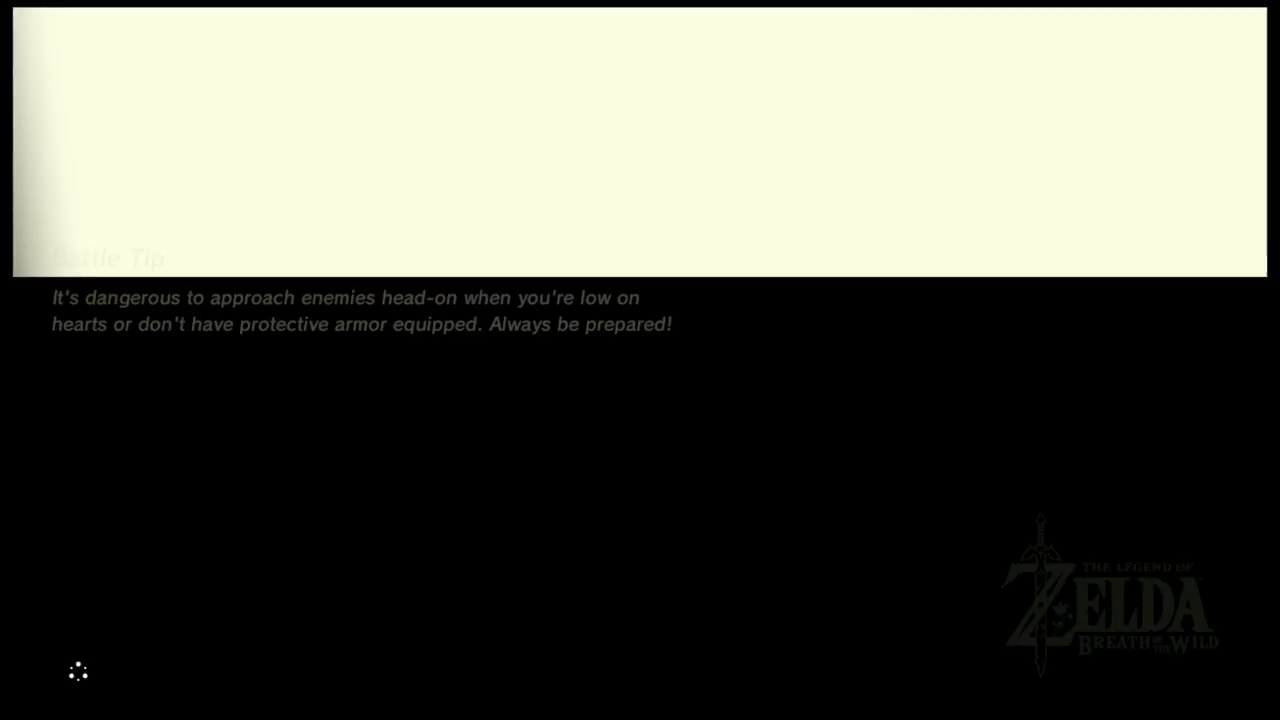 Battle Tip
It's dangerous to approach enemies head-on when you're low on
hearts or don't have protective armor equipped. Always be prepared!
THE LEGEND OF
ZELDA
BREATH OF THE WILD